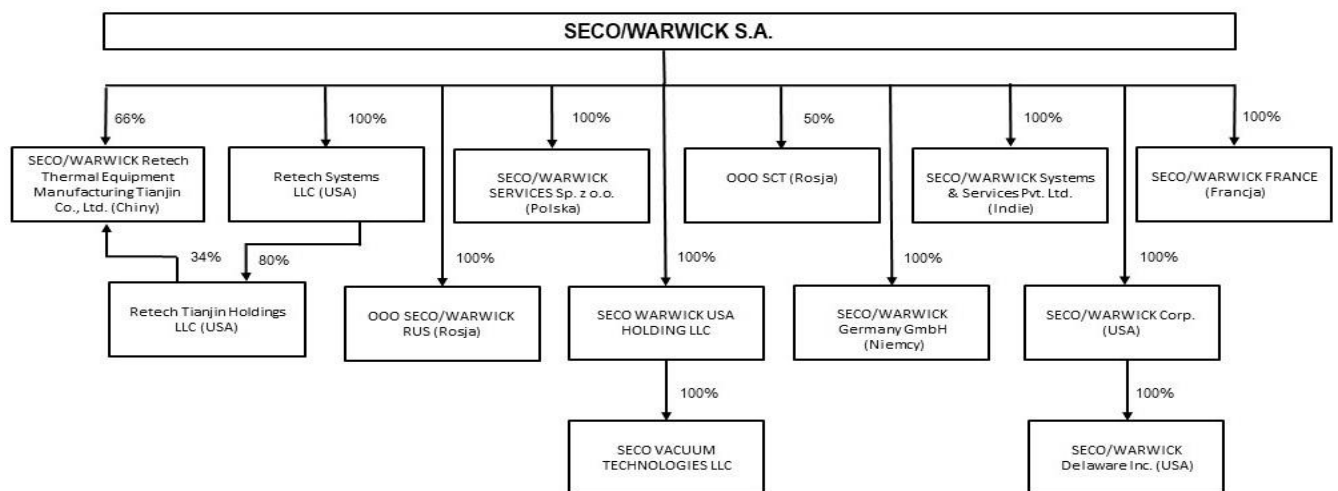 SECO/WARWICK S.A.
66%
100%
100%
50%
100%
100%
SECO/WARWICK Retech
Thermal Equipment
Manufacturing Tianjin
Co., Ltd. (Chiny)
Retech Systems
LLC (USA)
SECO/WARWICK
SERVICES Sp. z o.o.
(Polska)
OOO SCT (Rosja)
SECO/WARWICK Systems
& Services Pvt. Ltd.
(Indie)
SECO/WARWICK FRANCE
(Francja)
34%
80%
100%
100%
100%
100%
Retech Tianjin Holdings
LLC (USA)
OOO SECO/WARWICK
RUS (Rosja)
SECO WARWICK USA
HOLDING LLC
SECO/WARWICK
Germany GmbH
(Niemcy)
SECO/WARWICK Corp.
(USA)
100%
100%
SECO VACUUM
TECHNOLOGIES LLC
SECO/WARWICK
Delaware Inc. (USA)